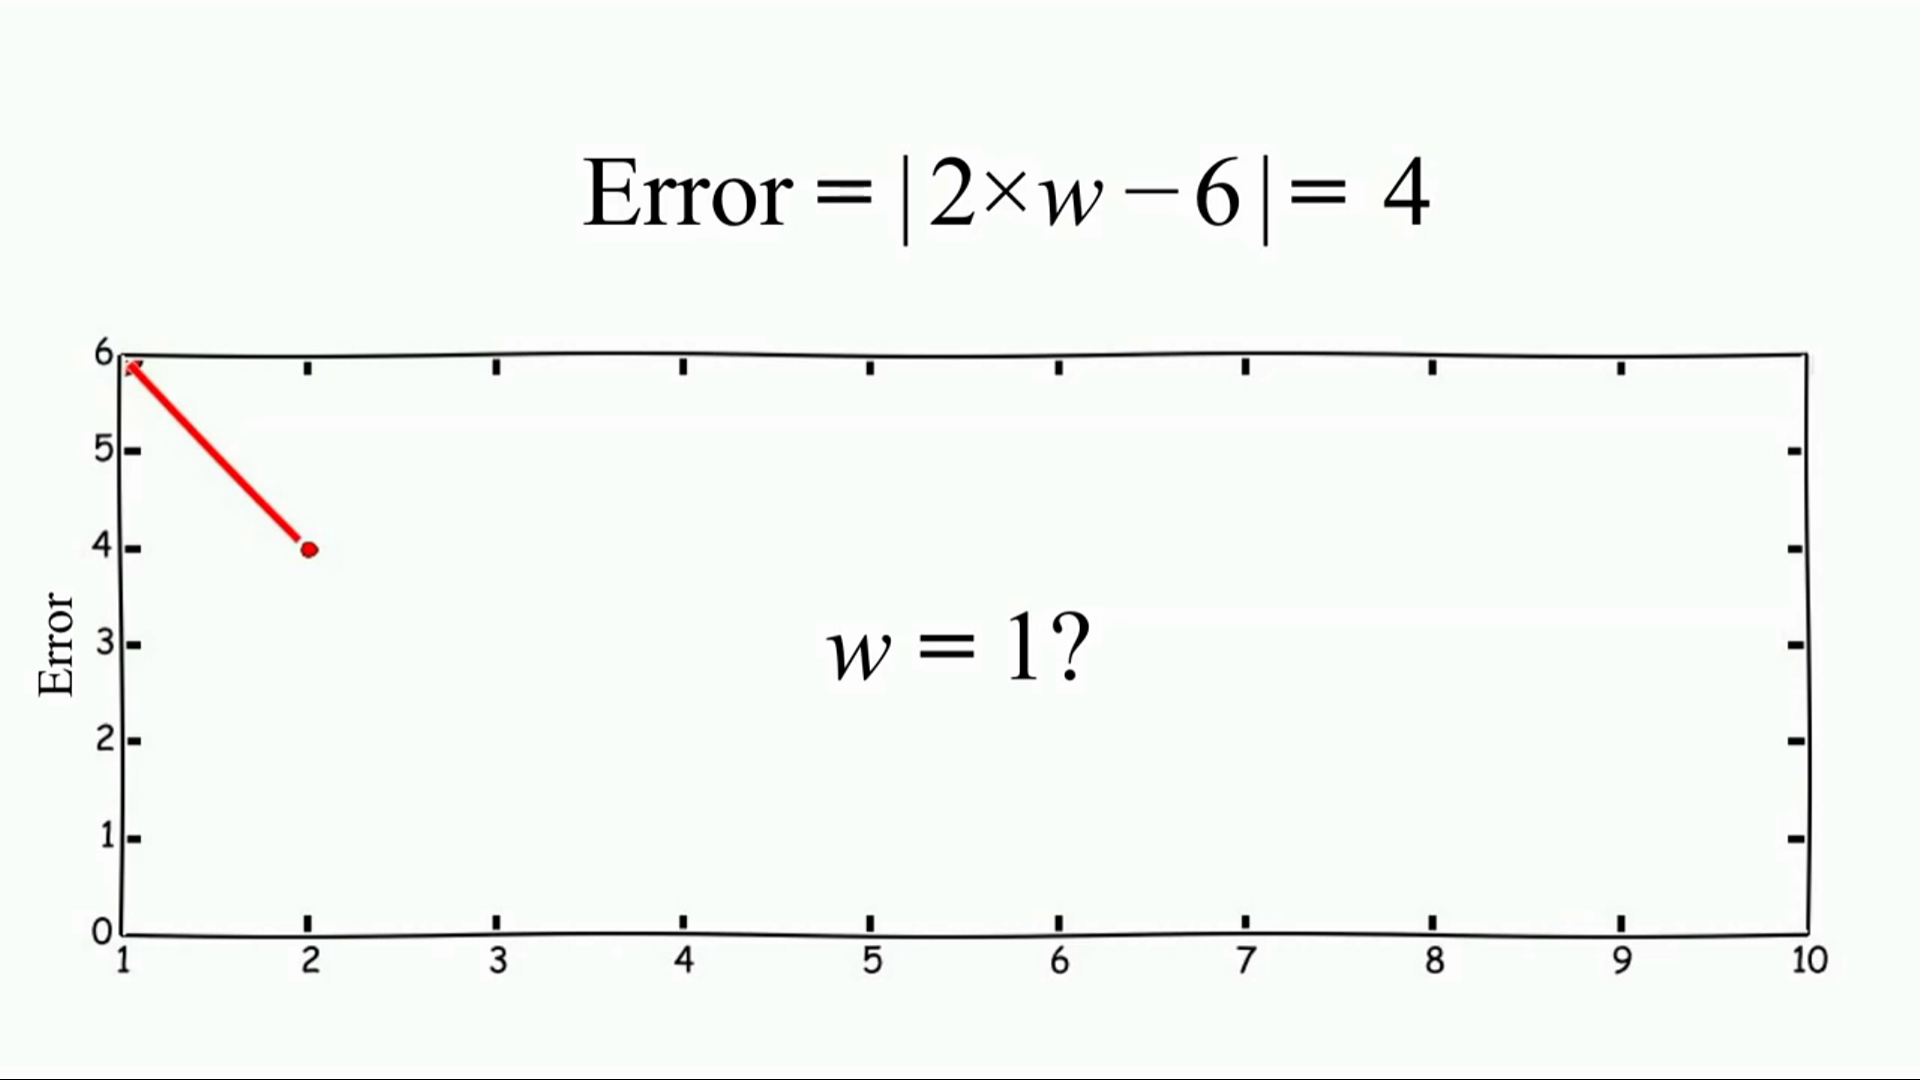 Error = | 2 × w − 6 | = 4
6
5
4
3
2
1
0
Error
w = 1?
1 2 3 4 5 6 7 8 9 10